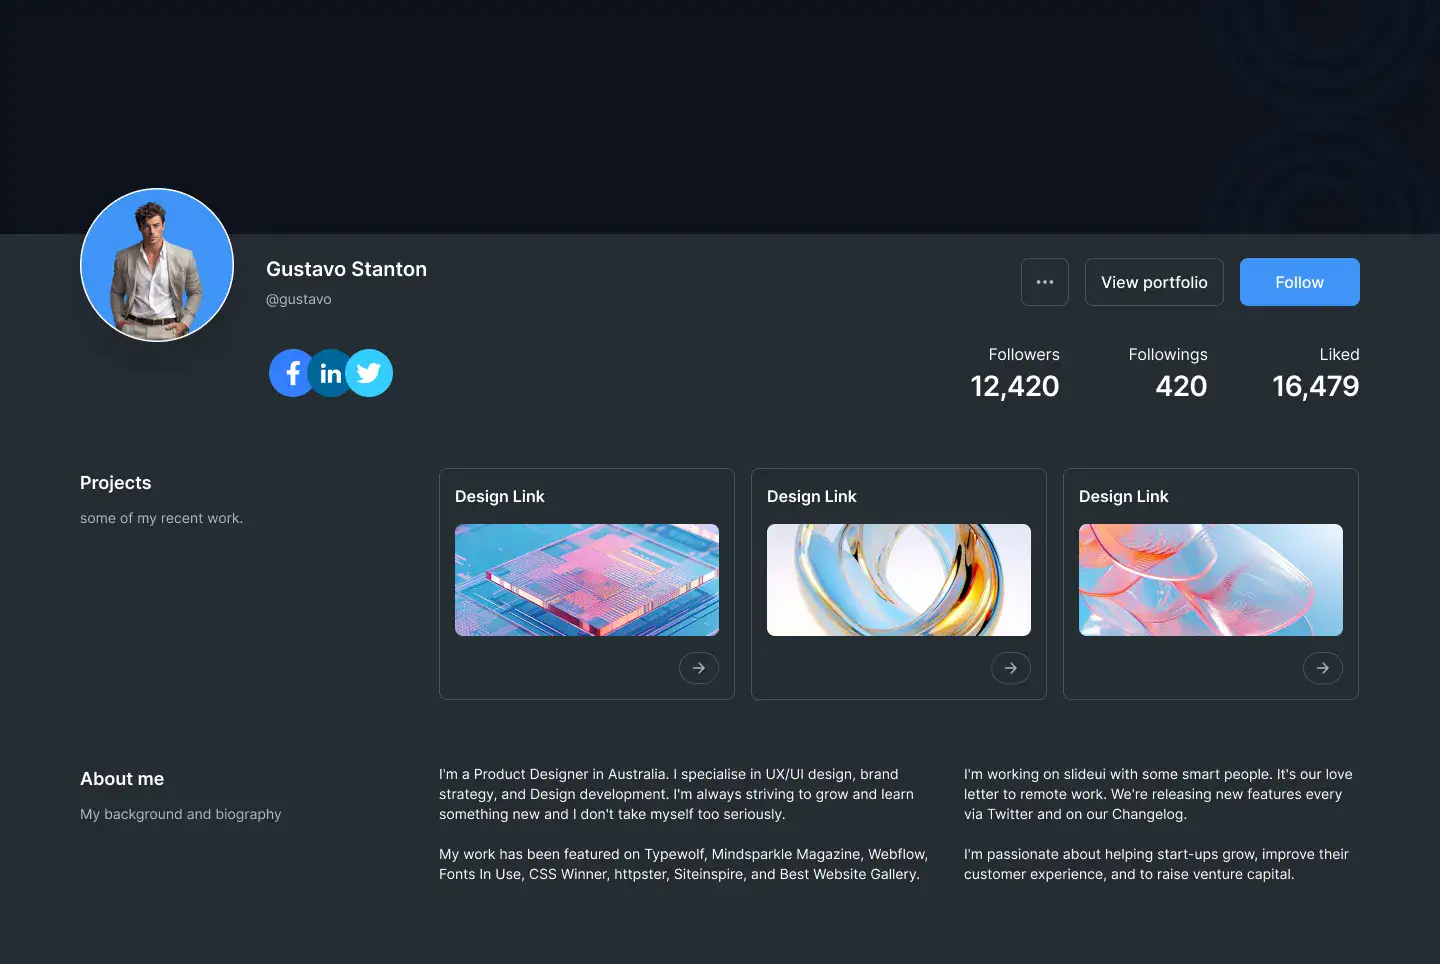 Gustavo Stanton
@gustavo
View portfolio
Follow
Followers
12,420
Followings
420
Liked
16,479
Projects
some of my recent work.
Design Link
Design Link
Design Link
About me
My background and biography
I'm a Product Designer in Australia. I specialise in UX/UI design, brand
strategy, and Design development. I'm always striving to grow and learn
something new and I don't take myself too seriously.
My work has been featured on Typewolf, Mindsparkle Magazine, Webflow,
Fonts In Use, CSS Winner, httpster, Siteinspire, and Best Website Gallery.
I'm working on slideui with some smart people. It's our love
letter to remote work. We're releasing new features every
via Twitter and on our Changelog.
I'm passionate about helping start-ups grow, improve their
customer experience, and to raise venture capital.